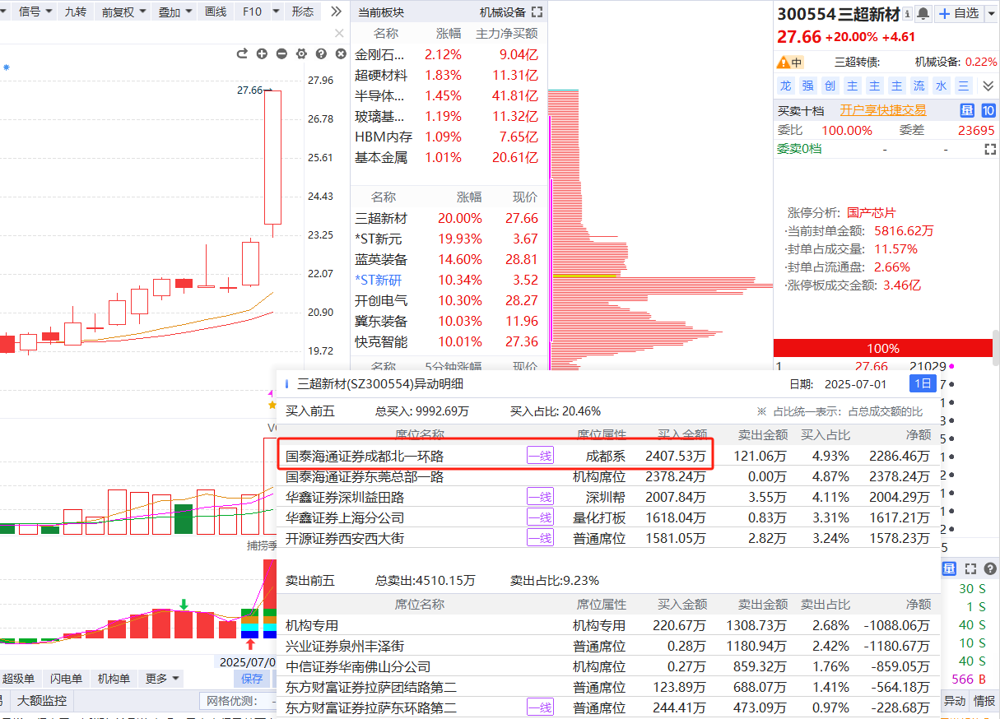 信号 九转 前复权 叠加 画线 F10 形态
27.66
27.96
26.78
25.61
24.43
23.25
22.07
20.90
19.72
2025/07/0
超级单 闪电单 机构单 更多 保存
大额监控 网格优测: -
当前板块 机械设备
名称 涨幅 主力净买额
金刚石... 2.12% 9.04亿
超硬材料 1.83% 11.31亿
半导体... 1.45% 41.81亿
玻璃基... 1.19% 11.32亿
HBM内存 1.09% 7.65亿
基本金属 1.01% 20.61亿
名称 涨幅 现价
三超新材 20.00% 27.66
*ST新元 19.93% 3.67
蓝英装备 14.60% 28.81
*ST新研 10.34% 3.52
开创电气 10.30% 28.27
冀东装备 10.03% 11.96
快克智能 10.01% 27.36
名称 5分钟涨幅 现价
300554 三超新材 自选
27.66 +20.00% +4.61
中 三超转债: 机械设备: 0.22%
龙 强 创 主 主 主 流 水 三
买卖十档 开户享快捷交易 量 10
委比 100.00% 委差 23695
委卖0档 - -
涨停分析: 国产芯片
·当前封单金额: 5816.62万
·封单占成交量: 11.57%
·封单占流通盘: 2.66%
·涨停板成交金额: 3.46亿
100%
1 27.66 21029
三超新材(SZ300554)异动明细 日期: 2025-07-01 1日
买入前五 总买入: 9992.69万 买入占比: 20.46% ※ 占比统一表示：占总成交额的比
席位名称 席位属性 买入金额 卖出金额 买入占比 净额
国泰海通证券成都北一环路 一线 成都系 2407.53万 121.06万 4.93% 2286.46万
国泰海通证券东莞总部一路 机构席位 2378.24万 0.00万 4.87% 2378.24万
华鑫证券深圳益田路 一线 深圳帮 2007.84万 3.55万 4.11% 2004.29万
华鑫证券上海分公司 一线 量化打板 1618.04万 0.83万 3.31% 1617.21万
开源证券西安西大街 一线 普通席位 1581.05万 2.82万 3.24% 1578.23万
卖出前五 总卖出:4510.15万 卖出占比:9.23%
席位名称 席位属性 买入金额 卖出金额 卖出占比 净额
机构专用 机构专用 220.67万 1308.73万 2.68% -1088.06万
兴业证券泉州丰泽街 普通席位 0.28万 1180.94万 2.42% -1180.67万
中信证券华南佛山分公司 机构席位 0.27万 859.32万 1.76% -859.05万
东方财富证券拉萨团结路第二 普通席位 123.89万 688.07万 1.41% -564.18万
东方财富证券拉萨东环路第二 一线 普通席位 244.41万 473.09万 0.97% -228.68万
量
30 S
1 S
40 S
10 S
40 S
566 B
异动 情报